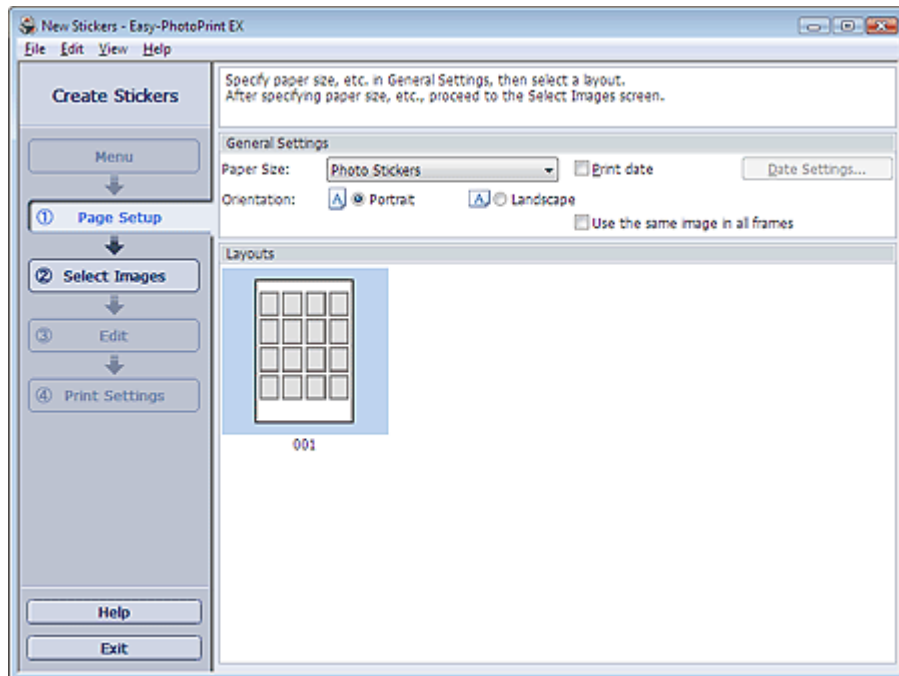 New Stickers - Easy-PhotoPrint EX
File Edit View Help
Create Stickers
Specify paper size, etc. in General Settings, then select a layout.
After specifying paper size, etc., proceed to the Select Images screen.
Menu
① Page Setup
② Select Images
③ Edit
④ Print Settings
General Settings
Paper Size: Photo Stickers Print date Date Settings...
Orientation: A Portrait A Landscape
Use the same image in all frames
Layouts
001
Help
Exit